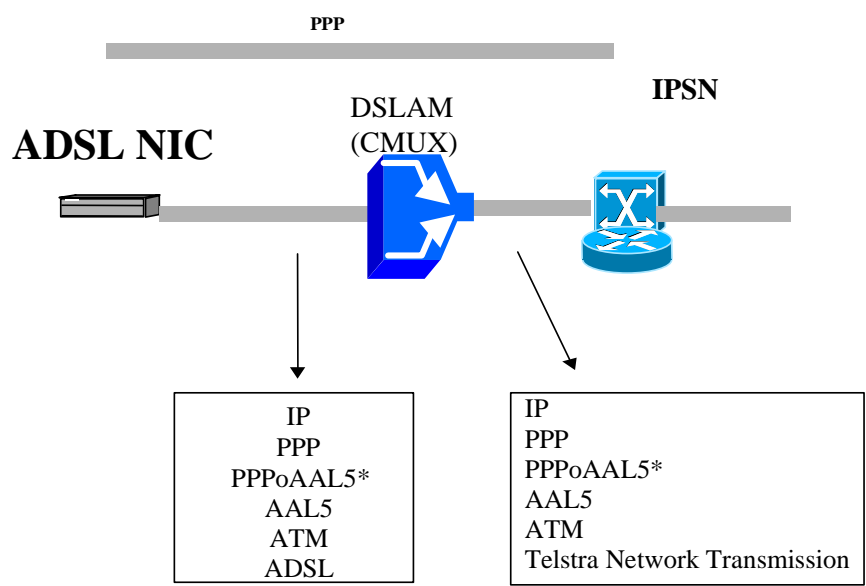 PPP
IPSN
DSLAM
(CMUX)
ADSL NIC
IP
PPP
PPPoAAL5*
AAL5
ATM
ADSL
IP
PPP
PPPoAAL5*
AAL5
ATM
Telstra Network Transmission